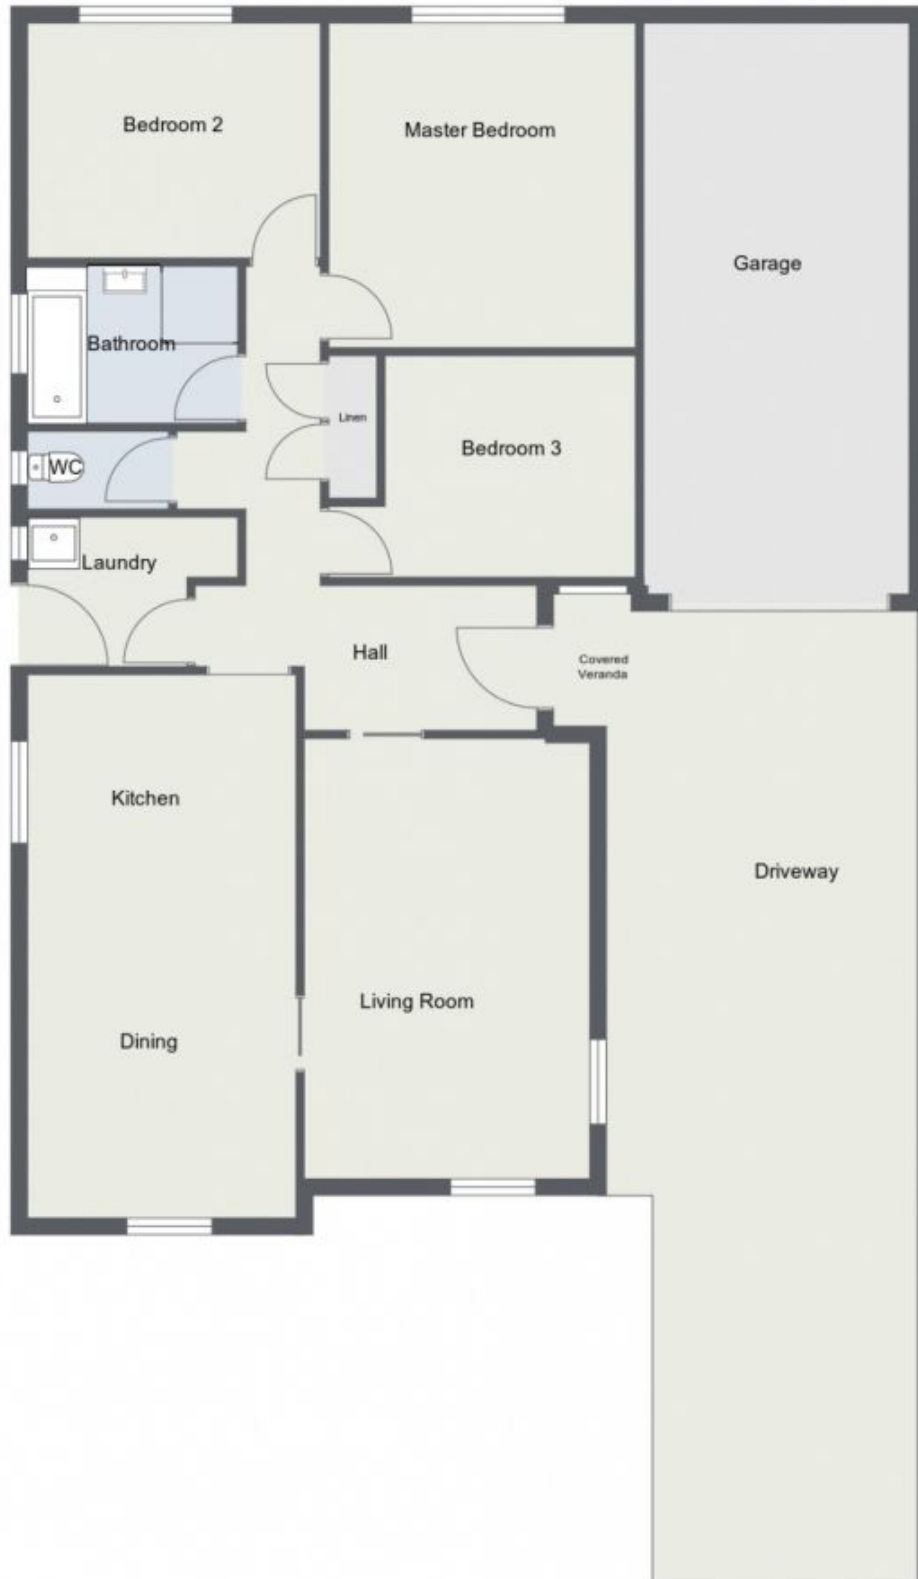 Bedroom 2
Master Bedroom
Garage
Bathroom
Linen
Bedroom 3
WC
Laundry
Hall
Covered
Veranda
Kitchen
Driveway
Living Room
Dining